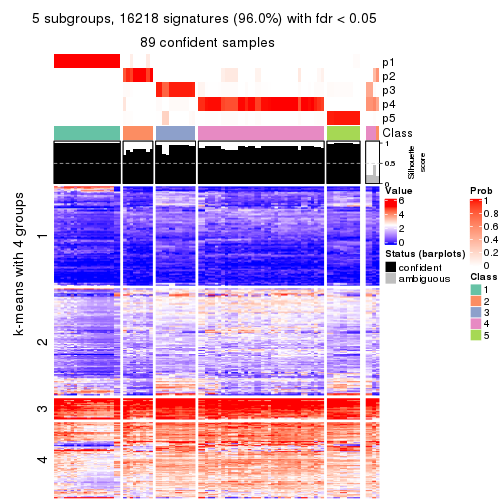 5 subgroups, 16218 signatures (96.0%) with fdr < 0.05
89 confident samples
p1
p2
p3
p4
p5
Class
1
0.5
0
Silhouette
score
k-means with 4 groups
1
2
3
4
Value
6
4
2
0
Status (barplots)
confident
ambiguous
Prob
1
0.8
0.6
0.4
0.2
0
Class
1
2
3
4
5